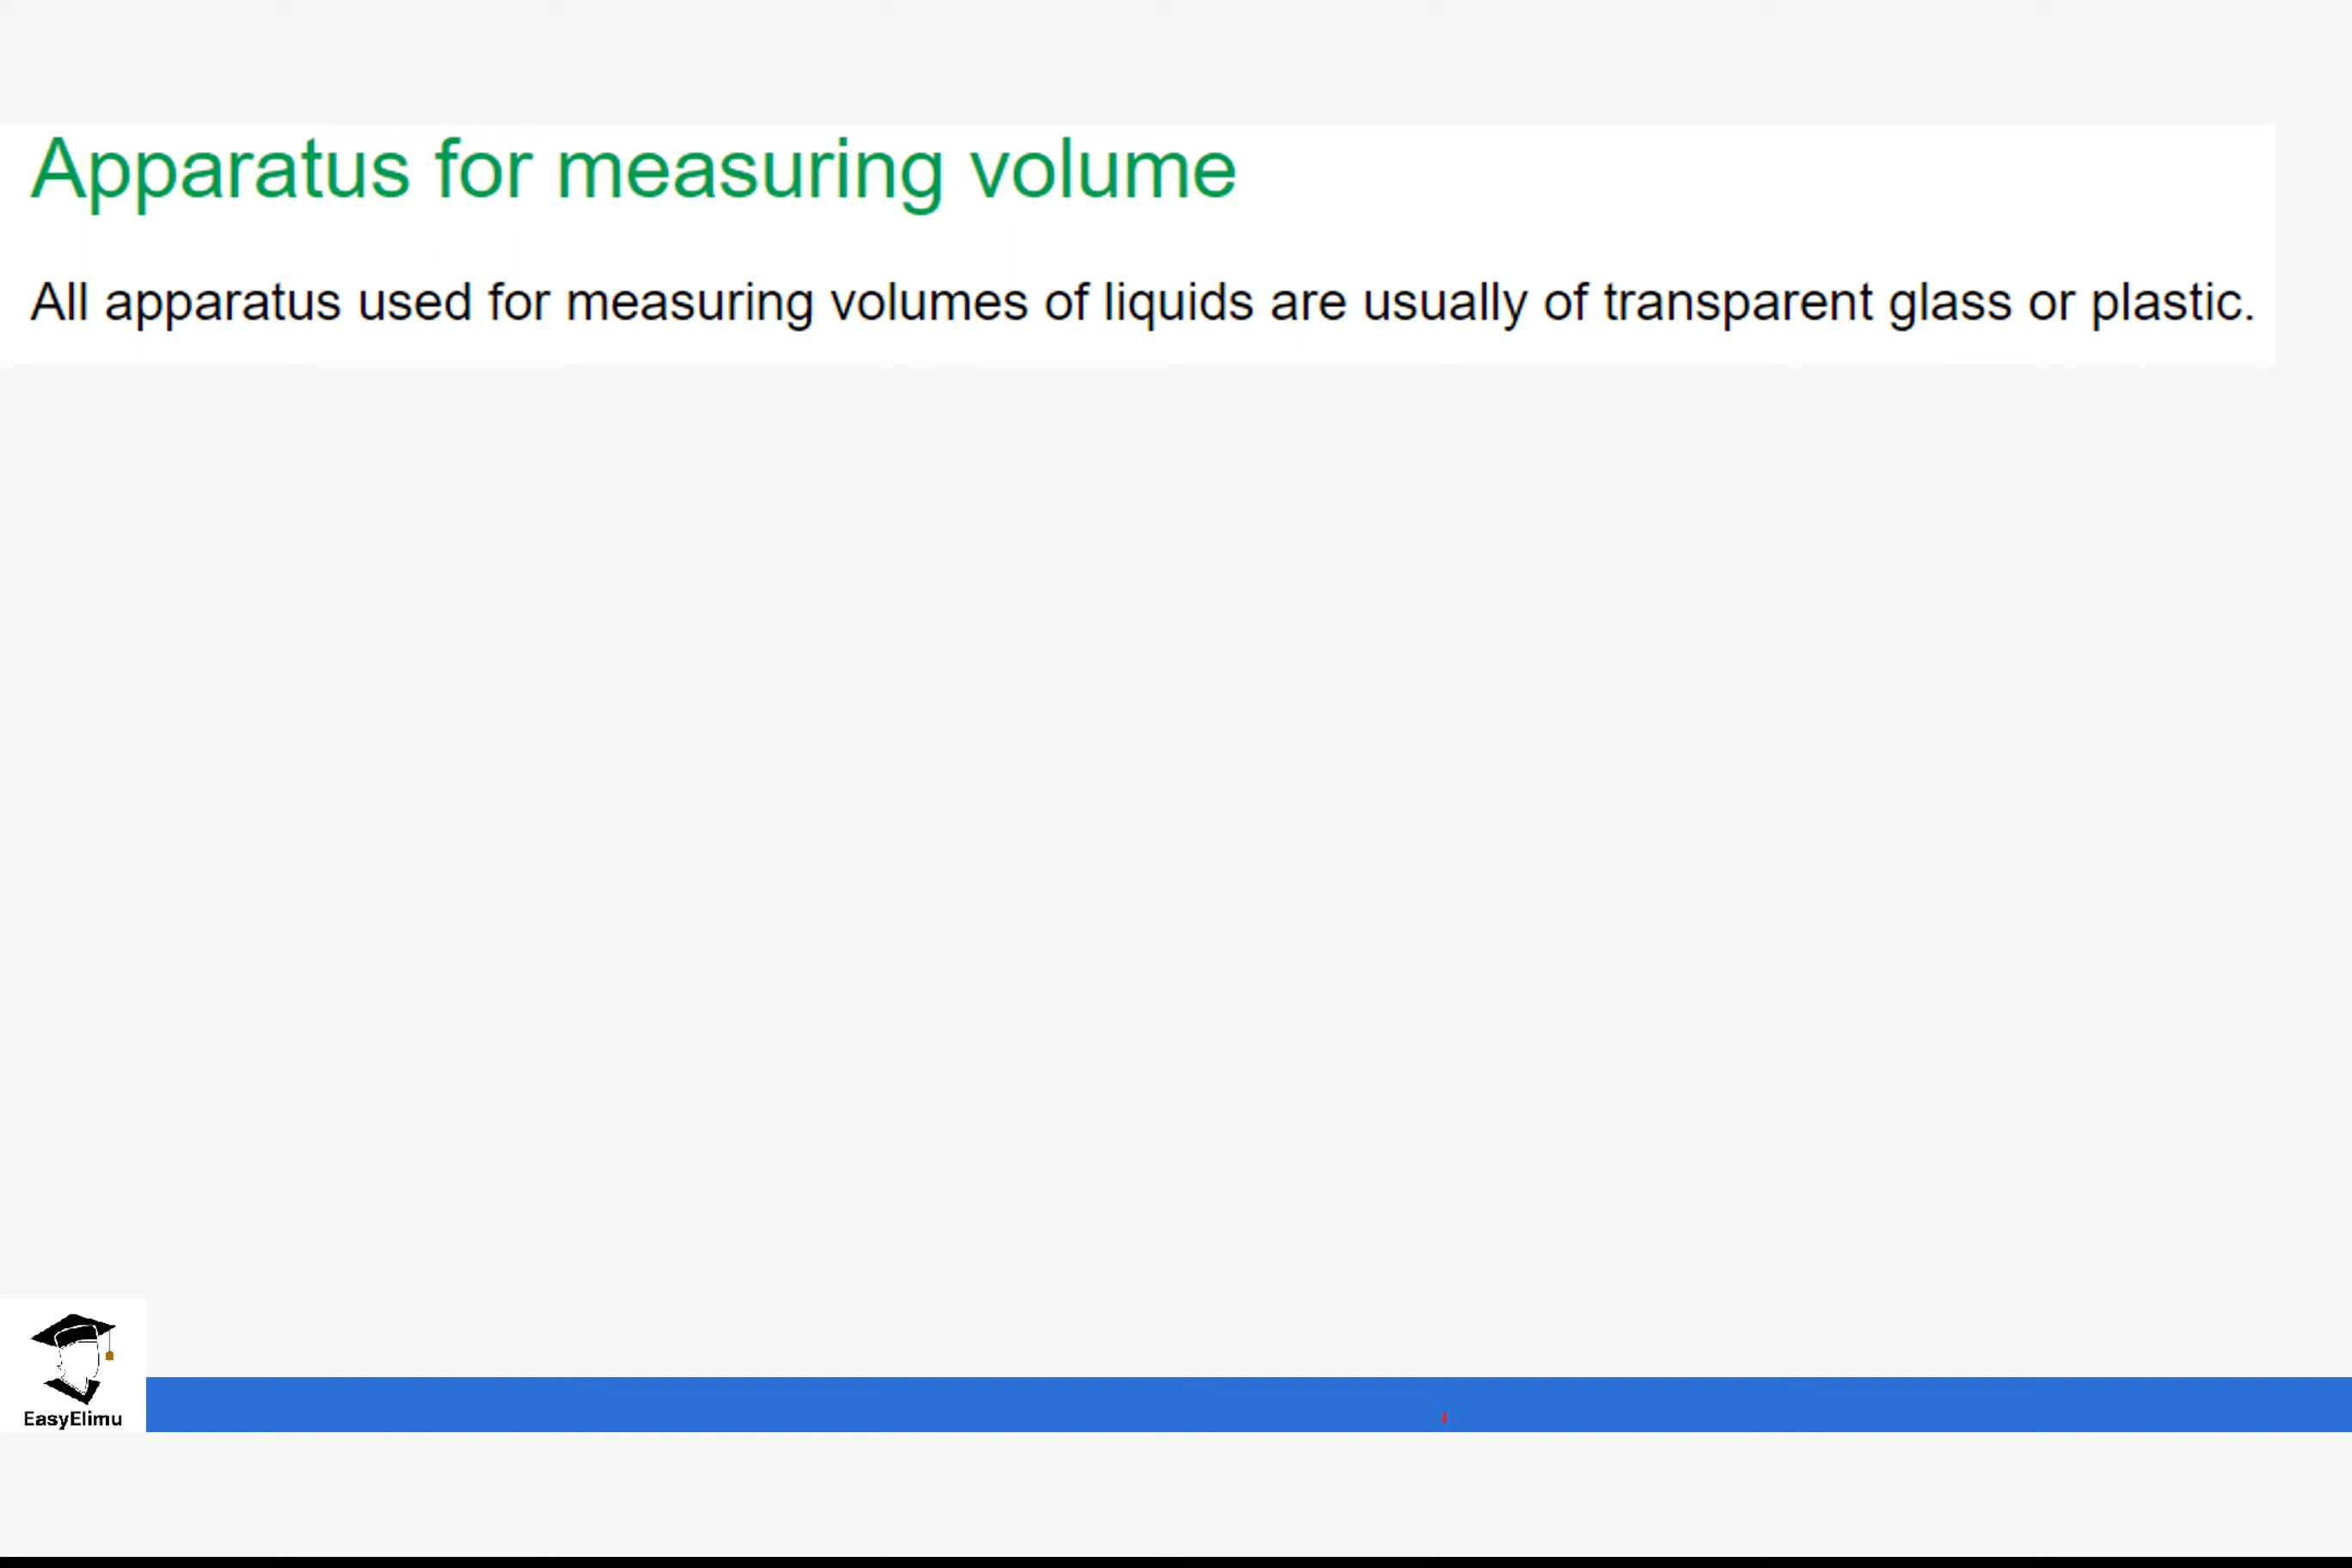 Apparatus for measuring volume
All apparatus used for measuring volumes of liquids are usually of transparent glass or plastic.
EasyElimu